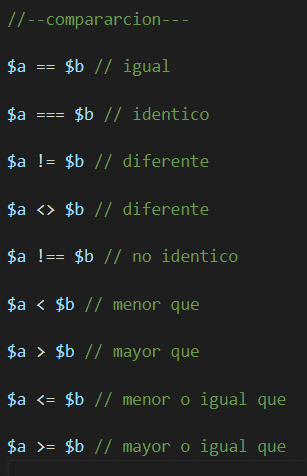 //--compararcion---
$a == $b // igual
$a === $b // identico
$a != $b // diferente
$a <> $b // diferente
$a !== $b // no identico
$a < $b // menor que
$a > $b // mayor que
$a <= $b // menor o igual que
$a >= $b // mayor o igual que